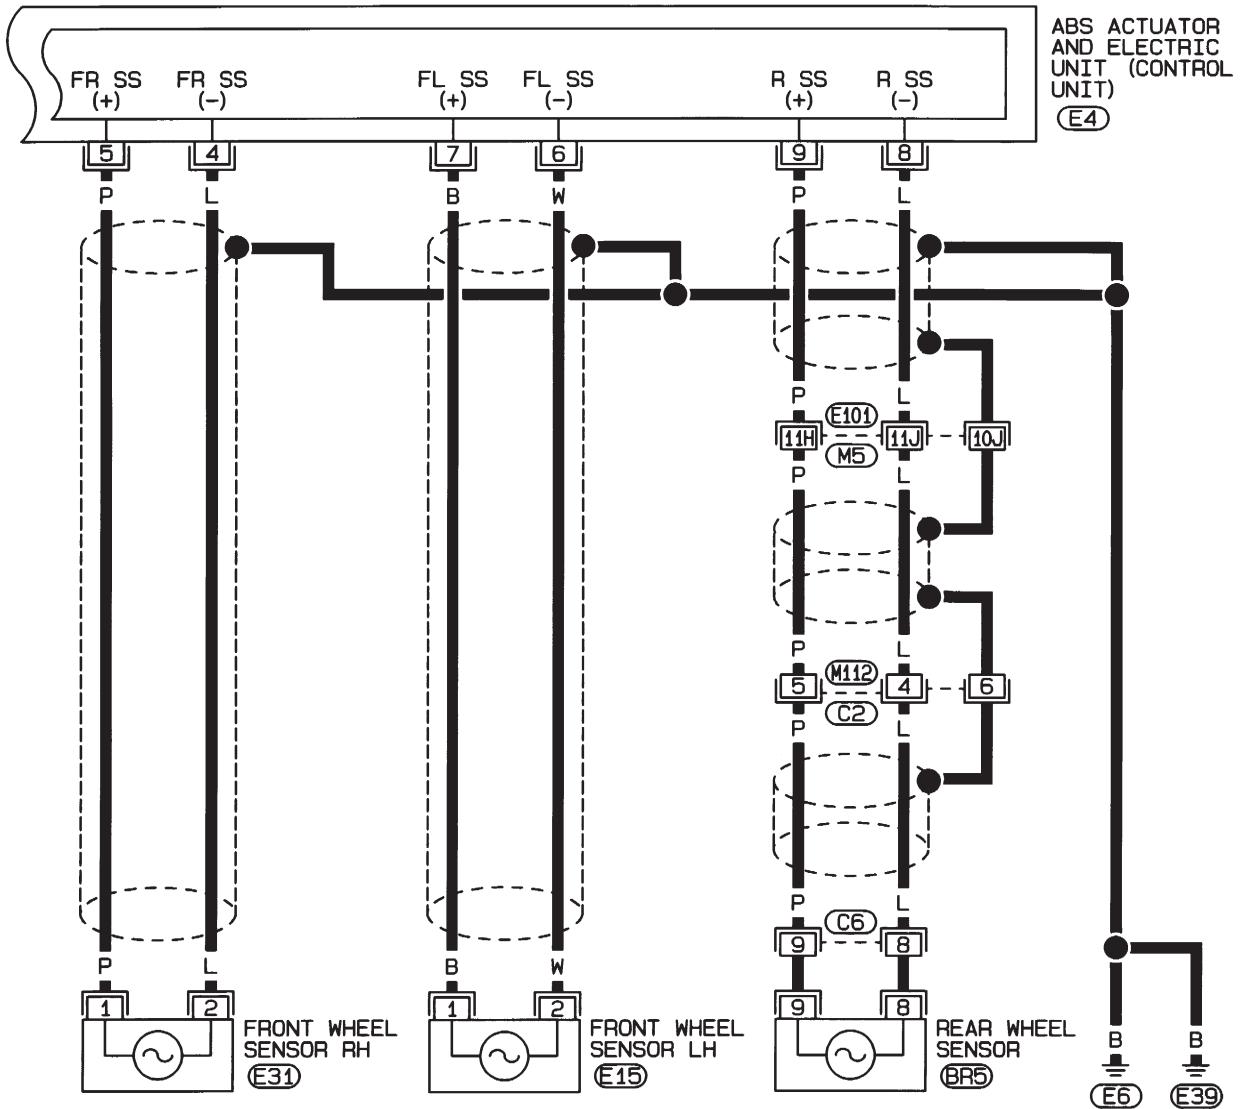 ABS ACTUATOR
AND ELECTRIC
UNIT (CONTROL
UNIT)
E4
FR SS
(+)
FR SS
(-)
FL SS
(+)
FL SS
(-)
R SS
(+)
R SS
(-)
5 4 7 6 9 8
P L B W P L
P L
E101
11H 11J 10J
M5
P L
P L
M112
5 4 6
C2
P L
P L
C6
9 8
P L B W
1 2 1 2 9 8
FRONT WHEEL
SENSOR RH
E31
FRONT WHEEL
SENSOR LH
E15
REAR WHEEL
SENSOR
BR5
B B
E6 E39